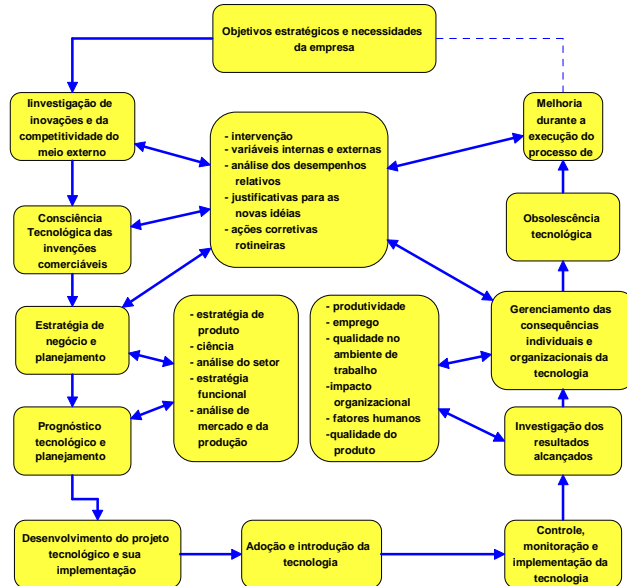 Objetivos estratégicos e necessidades
da empresa
Iinvestigação de
inovações e da
competitividade do
meio externo
- intervenção
- variáveis internas e externas
- análise dos desempenhos
relativos
- justificativas para as
novas idéias
- ações corretivas
rotineiras
Melhoria
durante a
execução do
processo de
Consciência
Tecnológica das
invenções
comerciáveis
Obsolescência
tecnológica
Estratégia de
negócio e
planejamento
- estratégia de
produto
- ciência
- análise do setor
- estratégia
funcional
- análise de
mercado e da
produção
- produtividade
- emprego
- qualidade no
ambiente de
trabalho
-impacto
organizacional
- fatores humanos
-qualidade do
produto
Gerenciamento das
consequências
individuais e
organizacionais da
tecnologia
Prognóstico
tecnológico e
planejamento
Investigação dos
resultados
alcançados
Desenvolvimento do projeto
tecnológico e sua
implementação
Adoção e introdução da
tecnologia
Controle,
monitoração e
implementação da
tecnologia